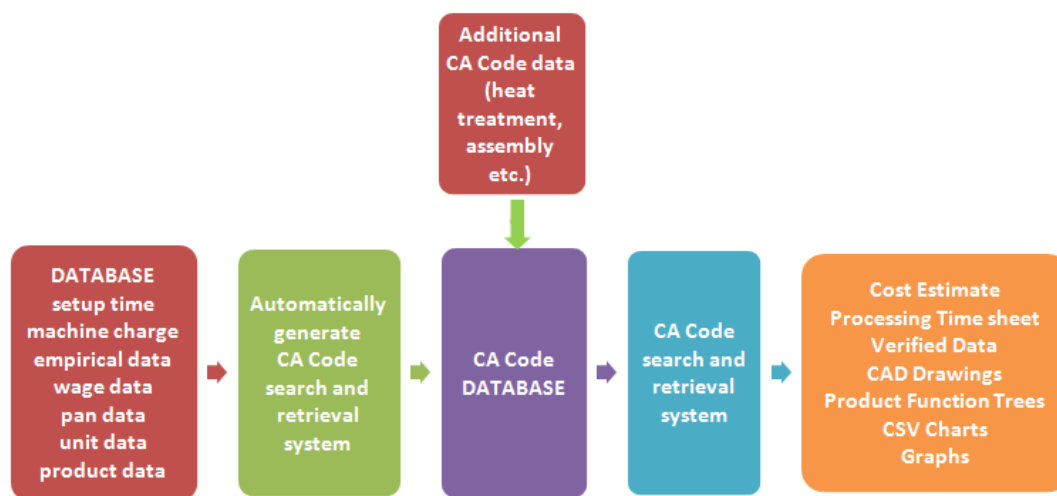 Additional
CA Code data
(heat
treatment,
assembly
etc.)
DATABASE
setup time
machine charge
empirical data
wage data
pan data
unit data
product data
Automatically
generate
CA Code
search and
retrieval
system
CA Code
DATABASE
CA Code
search and
retrieval
system
Cost Estimate
Processing Time sheet
Verified Data
CAD Drawings
Product Function Trees
CSV Charts
Graphs